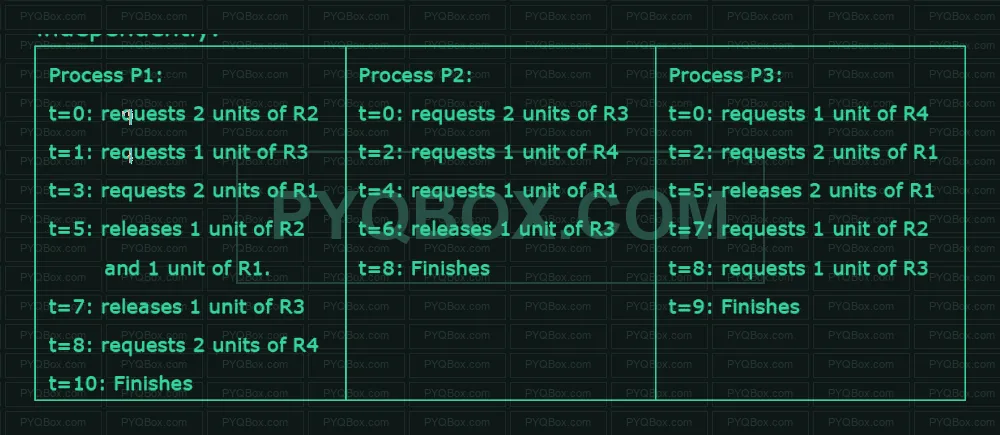 Process P1:
t=0: requests 2 units of R2
t=1: requests 1 unit of R3
t=3: requests 2 units of R1
t=5: releases 1 unit of R2
and 1 unit of R1.
t=7: releases 1 unit of R3
t=8: requests 2 units of R4
t=10: Finishes
Process P2:
t=0: requests 2 units of R3
t=2: requests 1 unit of R4
t=4: requests 1 unit of R1
t=6: releases 1 unit of R3
t=8: Finishes
Process P3:
t=0: requests 1 unit of R4
t=2: requests 2 units of R1
t=5: releases 2 units of R1
t=7: requests 1 unit of R2
t=8: requests 1 unit of R3
t=9: Finishes
PYQBOX.COM